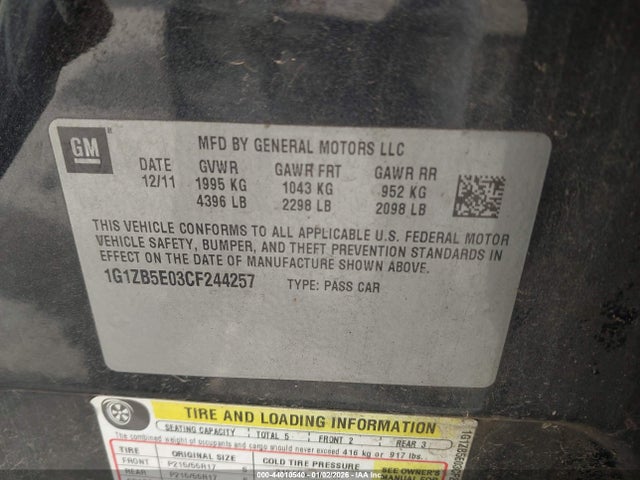 GM
MFD BY GENERAL MOTORS LLC
DATE GVWR GAWR FRT GAWR RR
12/11 1995 KG 1043 KG 952 KG
4396 LB 2298 LB 2098 LB
THIS VEHICLE CONFORMS TO ALL APPLICABLE U.S. FEDERAL MOTOR
VEHICLE SAFETY, BUMPER, AND THEFT PREVENTION STANDARDS IN
EFFECT ON THE DATE OF MANUFACTURE SHOWN ABOVE.
1G1ZB5E03CF244257 TYPE: PASS CAR
TIRE AND LOADING INFORMATION
SEATING CAPACITY TOTAL 5 FRONT 2 REAR 3
The combined weight of occupants and cargo should never exceed 416 kg or 917 lbs.
TIRE ORIGINAL SIZE COLD TIRE PRESSURE
FRONT P215/55R17
REAR P215/55R17
SEE OWNER'S
000-44010540 - 01/02/2026 - IAA Inc. Copyright